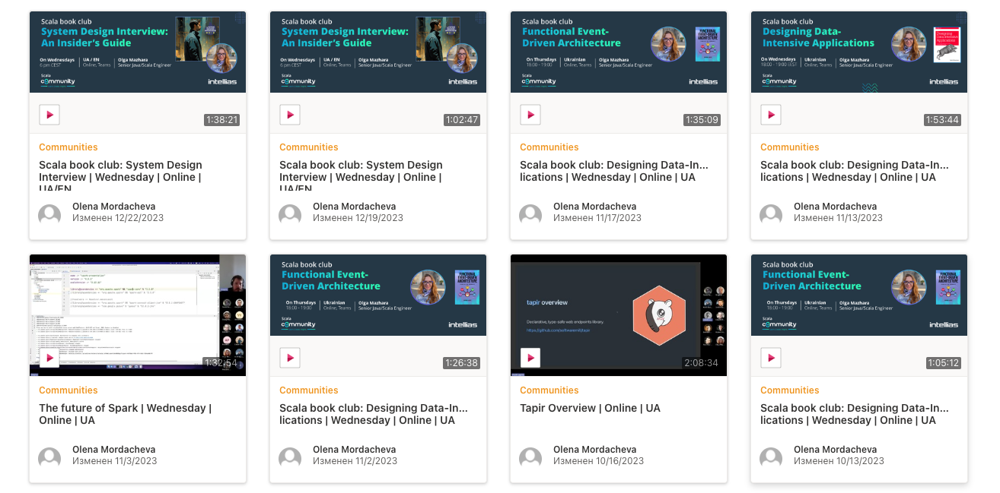 Scala book club
System Design Interview:
An Insider's Guide
On Wednesdays
6 pm CEST
UA / EN
Online, Teams
Olga Mazhara
Senior Java/Scala Engineer
Scala
community
intellias
1:38:21
Communities
Scala book club: System Design
Interview | Wednesday | Online |
UA/EN
Olena Mordacheva
Изменен 12/22/2023
Scala book club
System Design Interview:
An Insider's Guide
On Wednesdays
6 pm CEST
UA / EN
Online, Teams
Olga Mazhara
Senior Java/Scala Engineer
Scala
community
intellias
1:02:47
Communities
Scala book club: System Design
Interview | Wednesday | Online |
UA/EN
Olena Mordacheva
Изменен 12/19/2023
Scala book club
Functional Event-
Driven Architecture
On Thursdays
18:00 - 19:00
Ukrainian
Online, Teams
Olga Mazhara
Senior Java/Scala Engineer
Scala
community
intellias
1:35:09
Communities
Scala book club: Designing Data-In...
lications | Wednesday | Online | UA
Olena Mordacheva
Изменен 11/17/2023
Scala book club
Designing Data-
Intensive Applications
On Wednesdays
Ukrainian
Online, Teams
Olga Mazhara
Senior Java/Scala Engineer
Scala
community
intellias
1:53:44
Communities
Scala book club: Designing Data-In...
lications | Wednesday | Online | UA
Olena Mordacheva
Изменен 11/13/2023
1:32:54
Communities
The future of Spark | Wednesday |
Online | UA
Olena Mordacheva
Изменен 11/3/2023
Scala book club
Functional Event-
Driven Architecture
On Thursdays
18:00 - 19:00
Ukrainian
Online, Teams
Olga Mazhara
Senior Java/Scala Engineer
Scala
community
intellias
1:26:38
Communities
Scala book club: Designing Data-In...
lications | Wednesday | Online | UA
Olena Mordacheva
Изменен 11/2/2023
tapir overview
Declarative, type-safe web endpoints library.
https://github.com/softwaremill/tapir
2:08:34
Communities
Tapir Overview | Online | UA
Olena Mordacheva
Изменен 10/16/2023
Scala book club
Functional Event-
Driven Architecture
On Thursdays
18:00 - 19:00
Ukrainian
Online, Teams
Olga Mazhara
Senior Java/Scala Engineer
Scala
community
intellias
1:05:12
Communities
Scala book club: Designing Data-In...
lications | Wednesday | Online | UA
Olena Mordacheva
Изменен 10/13/2023